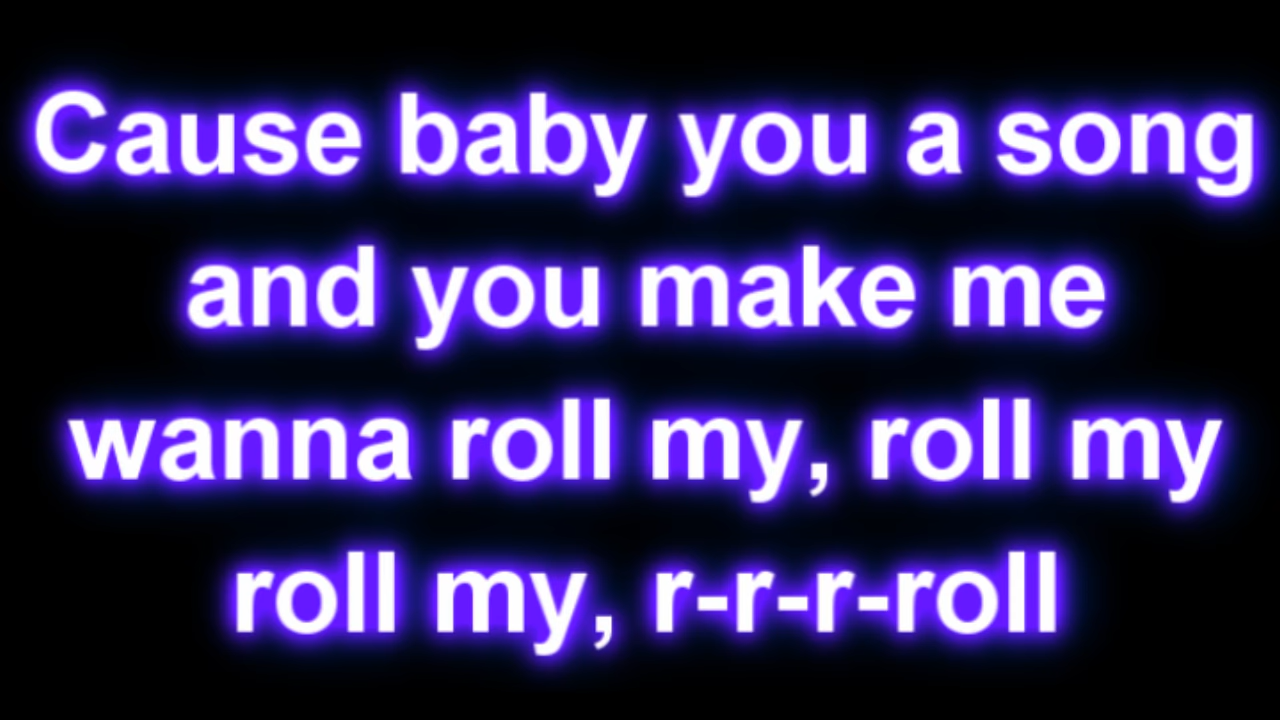 Cause baby you a song
and you make me
wanna roll my, roll my
roll my, r-r-r-roll